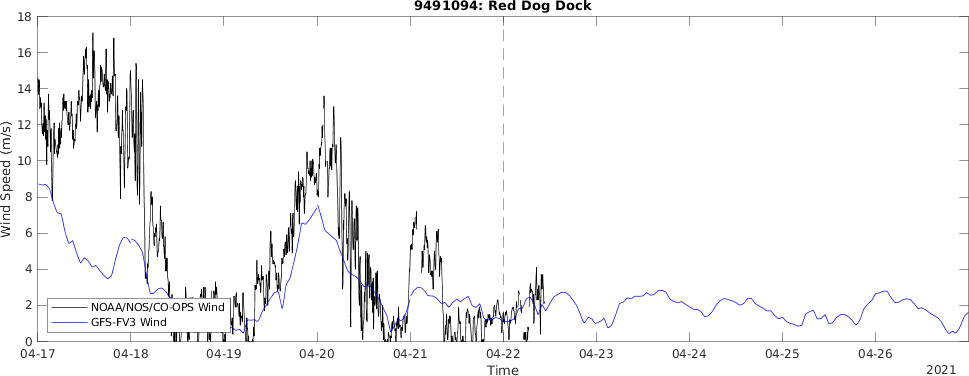 9491094: Red Dog Dock
18
16
14
12
10
8
6
4
2
0
Wind Speed (m/s)
NOAA/NOS/CO-OPS Wind
GFS-FV3 Wind
04-17 04-18 04-19 04-20 04-21 04-22 04-23 04-24 04-25 04-26
Time
2021